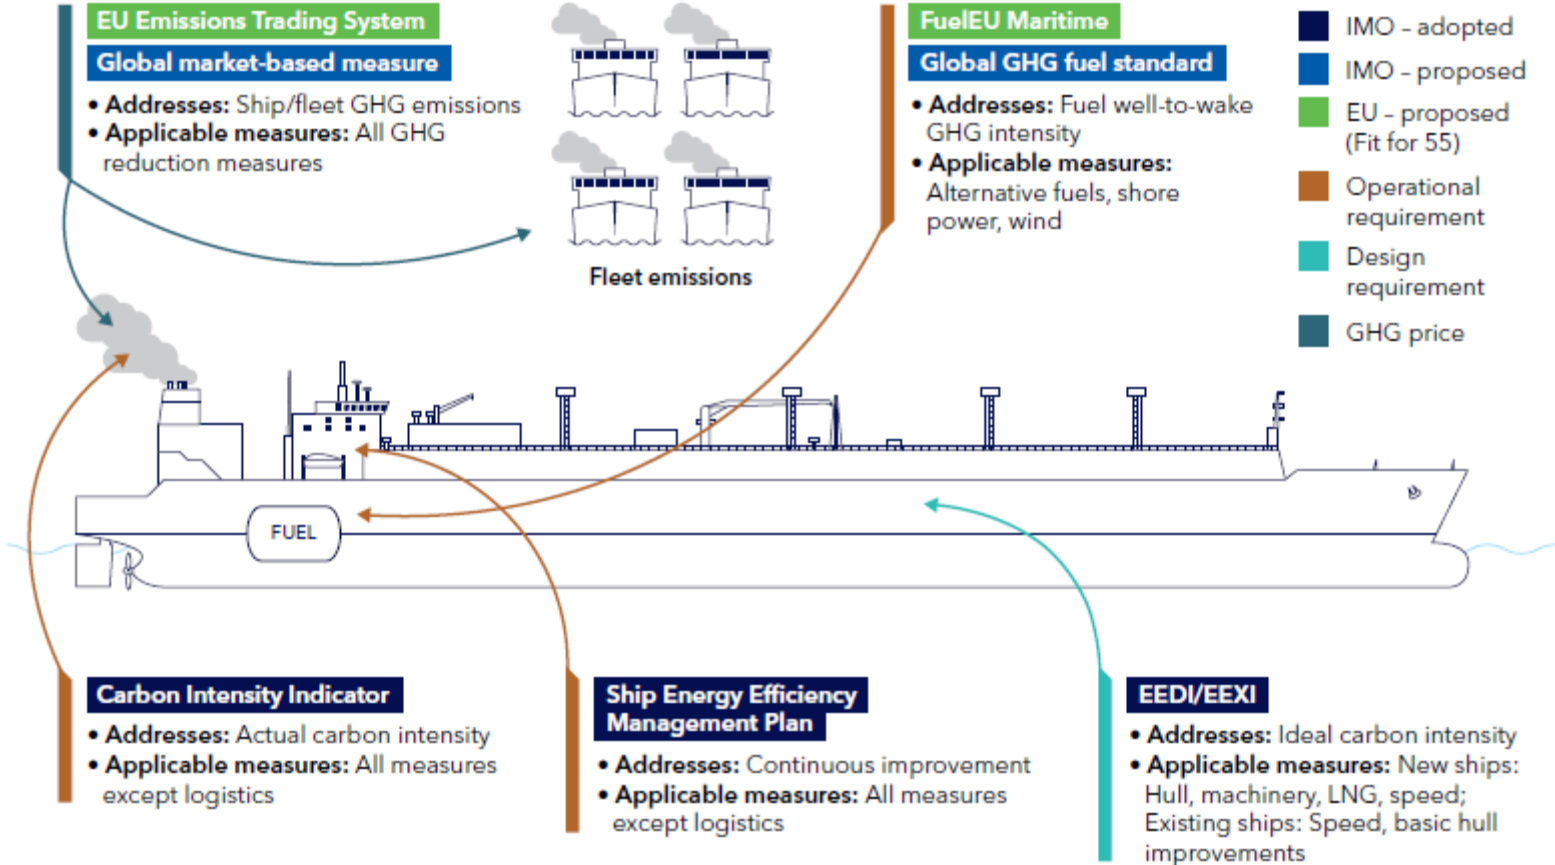 EU Emissions Trading System
Global market-based measure
• Addresses: Ship/fleet GHG emissions
• Applicable measures: All GHG
reduction measures
Fleet emissions
FuelEU Maritime
Global GHG fuel standard
• Addresses: Fuel well-to-wake
GHG intensity
• Applicable measures:
Alternative fuels, shore
power, wind
IMO – adopted
IMO – proposed
EU – proposed
(Fit for 55)
Operational
requirement
Design
requirement
GHG price
FUEL
Carbon Intensity Indicator
• Addresses: Actual carbon intensity
• Applicable measures: All measures
except logistics
Ship Energy Efficiency
Management Plan
• Addresses: Continuous improvement
• Applicable measures: All measures
except logistics
EEDI/EEXI
• Addresses: Ideal carbon intensity
• Applicable measures: New ships:
Hull, machinery, LNG, speed;
Existing ships: Speed, basic hull
improvements